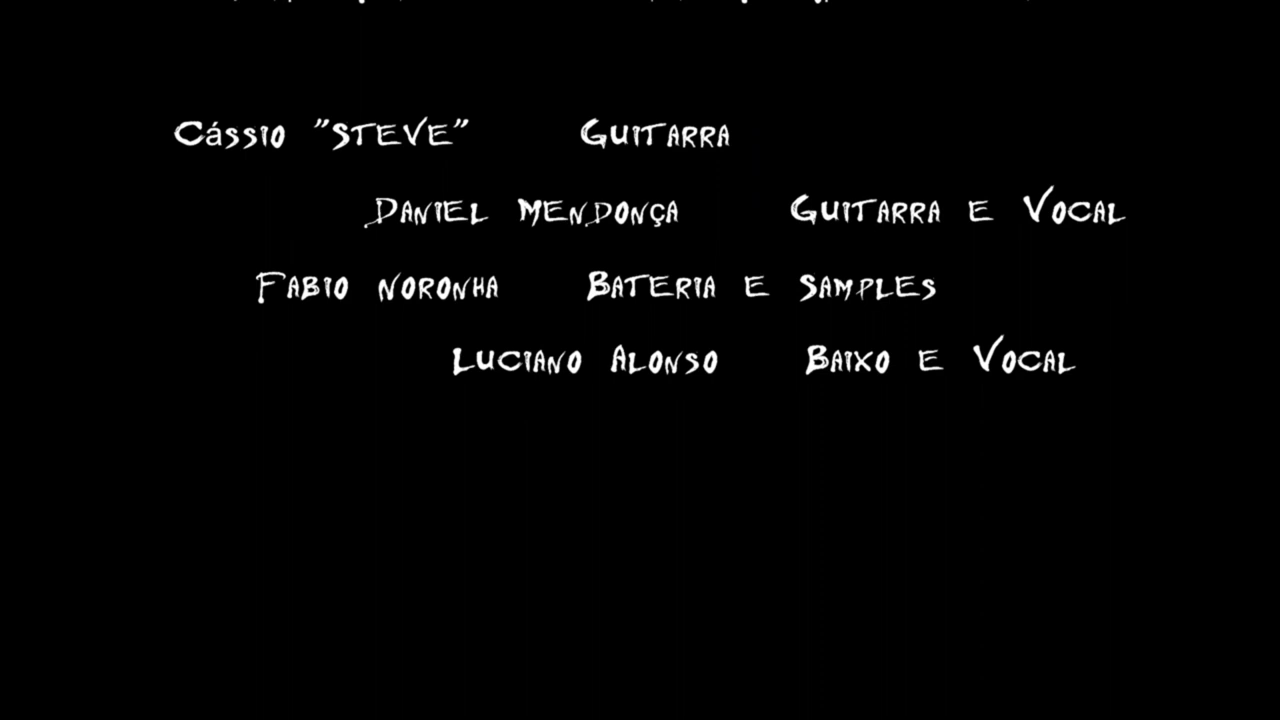 Cássio "STEVE" Guitarra
Daniel Mendonça Guitarra e Vocal
Fabio Noronha Bateria e Samples
Luciano Alonso Baixo e Vocal